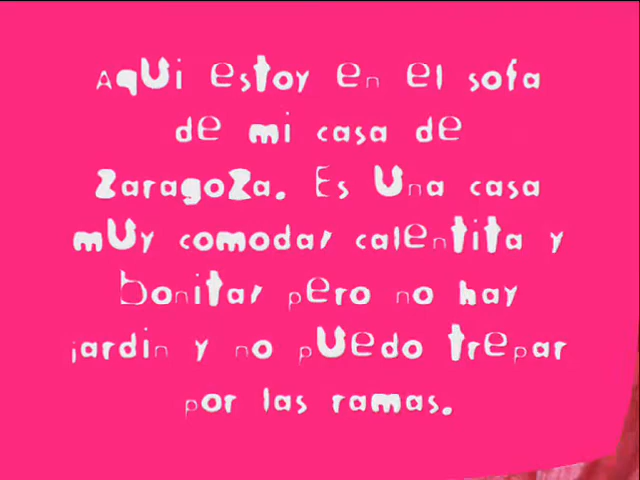 Aqui estoy en el sofa
de mi casa de
Zaragoza. Es una casa
muy comoda, calentita y
bonita, pero no hay
jardin y no puedo trepar
por las ramas.